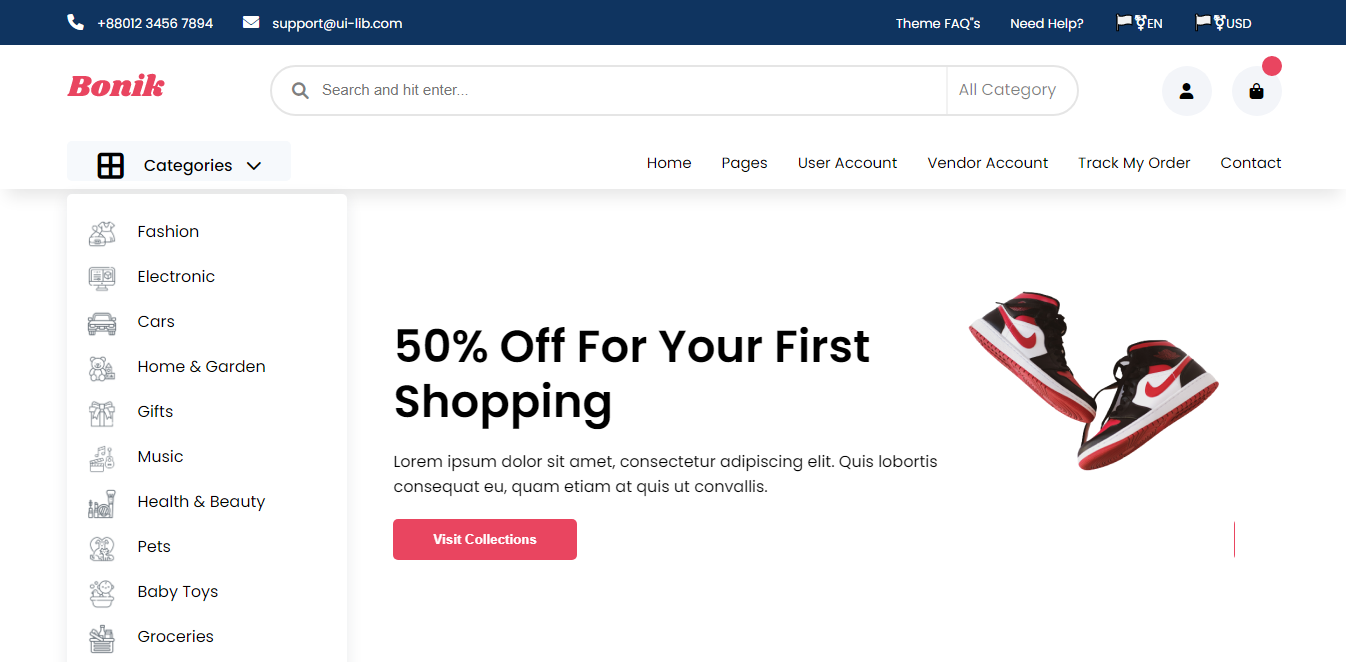 +88012 3456 7894
support@ui-lib.com
Theme FAQ"s
Need Help?
🏳️⚧EN
🏳️⚧USD
Bonik
Search and hit enter...
All Category
Categories
Home
Pages
User Account
Vendor Account
Track My Order
Contact
Fashion
Electronic
Cars
Home & Garden
Gifts
Music
Health & Beauty
Pets
Baby Toys
Groceries
50% Off For Your First
Shopping
Lorem ipsum dolor sit amet, consectetur adipiscing elit. Quis lobortis
consequat eu, quam etiam at quis ut convallis.
Visit Collections